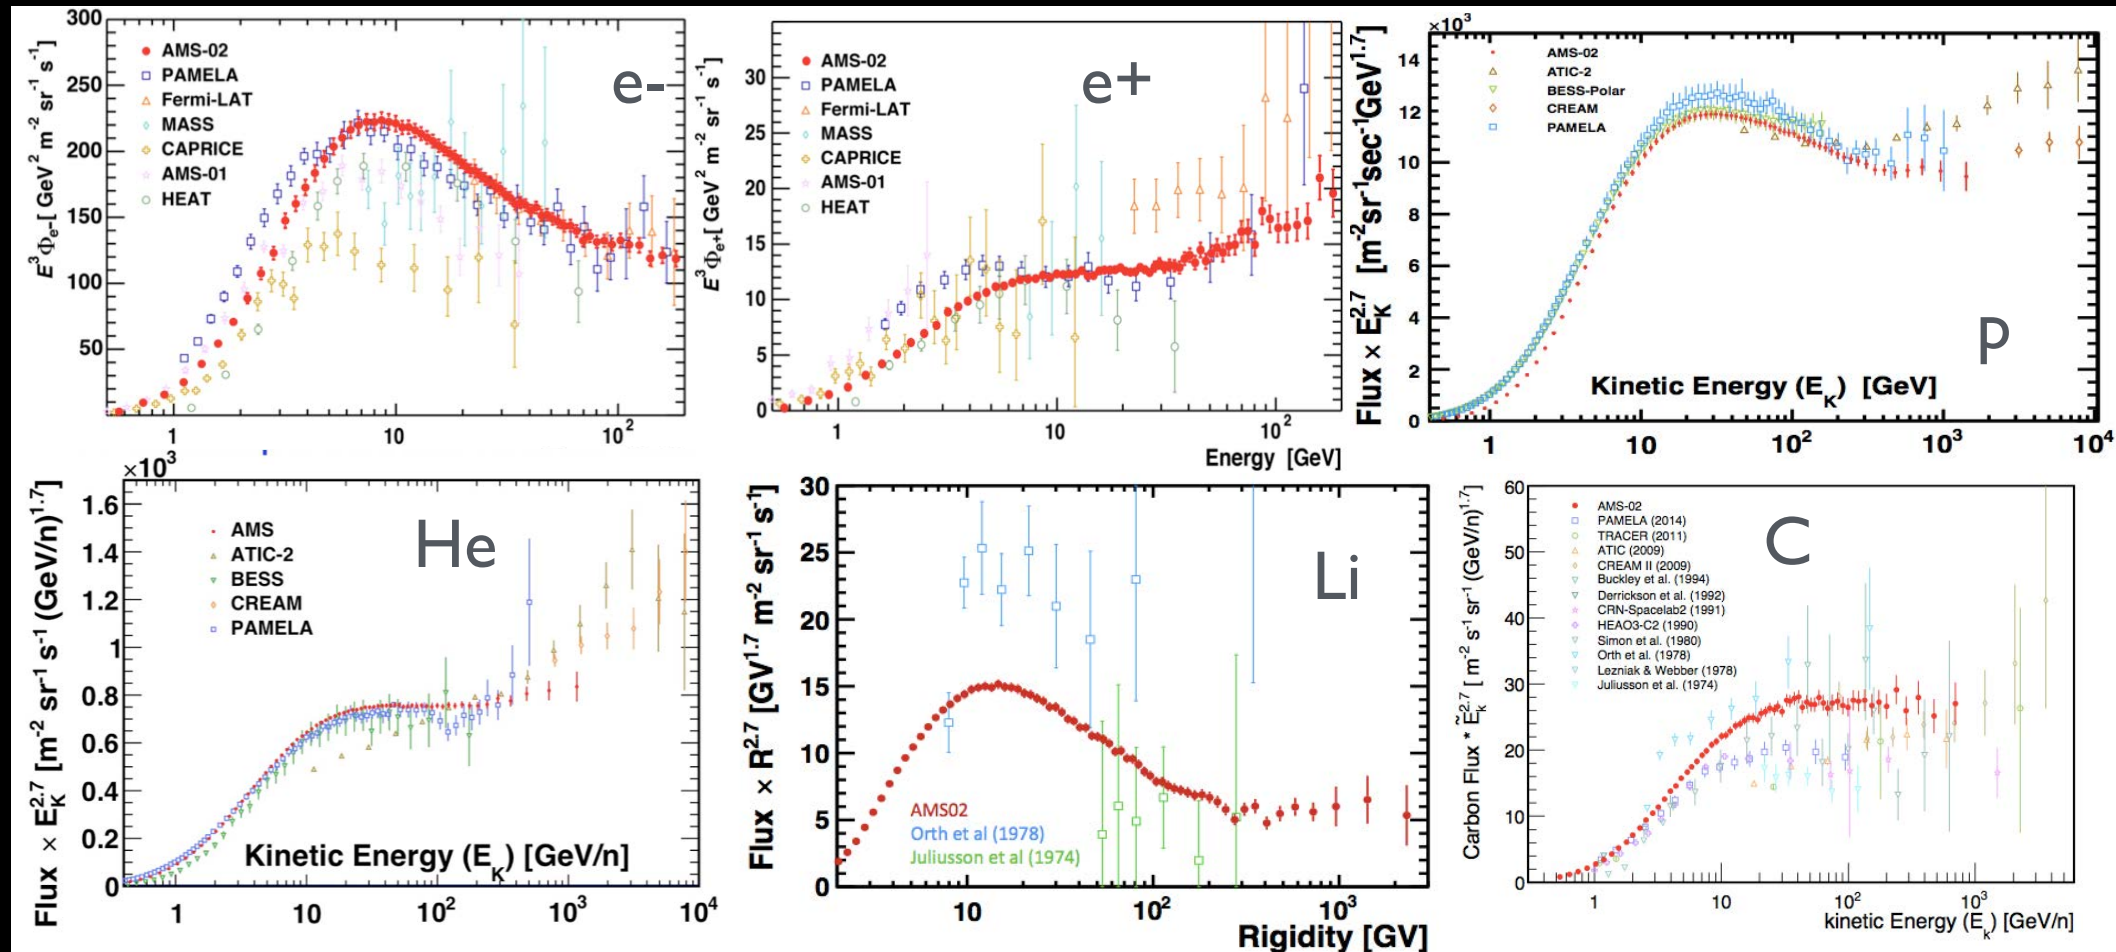 E³Φe-[ GeV² m⁻² sr⁻¹ s⁻¹]
300
250
200
150
100
50
AMS-02
PAMELA
Fermi-LAT
MASS
CAPRICE
AMS-01
HEAT
e-
1 10 10²
E³Φe+[ GeV² m⁻² sr⁻¹ s⁻¹]
30
25
20
15
10
5
0
AMS-02
PAMELA
Fermi-LAT
MASS
CAPRICE
AMS-01
HEAT
e+
1 10 10²
Energy [GeV]
Flux × E_K^2.7 [m⁻²sr⁻¹sec⁻¹GeV^1.7]
×10³
14
12
10
8
6
4
2
0
AMS-02
ATIC-2
BESS-Polar
CREAM
PAMELA
p
Kinetic Energy (E_K) [GeV]
1 10 10² 10³ 10⁴
Flux × E_K^2.7 [m⁻² sr⁻¹ s⁻¹ (GeV/n)^1.7]
×10³
1.6
1.4
1.2
1
0.8
0.6
0.4
0.2
0
AMS
ATIC-2
BESS
CREAM
PAMELA
He
Kinetic Energy (E_K) [GeV/n]
1 10 10² 10³ 10⁴
Flux × R^2.7 [GV^1.7 m⁻² sr⁻¹ s⁻¹]
30
25
20
15
10
5
0
Li
AMS02
Orth et al (1978)
Juliusson et al (1974)
10 10² 10³
Rigidity [GV]
Carbon Flux * Ẽ_k^2.7 [ m⁻² s⁻¹ sr⁻¹ (GeV/n)^1.7]
60
50
40
30
20
10
0
AMS-02
PAMELA (2014)
TRACER (2011)
ATIC (2009)
CREAM II (2009)
Buckley et al. (1994)
Derrickson et al. (1992)
CRN-Spacelab2 (1991)
HEAO3-C2 (1990)
Simon et al. (1980)
Orth et al. (1978)
Lezniak & Webber (1978)
Juliusson et al. (1974)
C
1 10 10² 10³
kinetic Energy (E_k) [GeV/n]